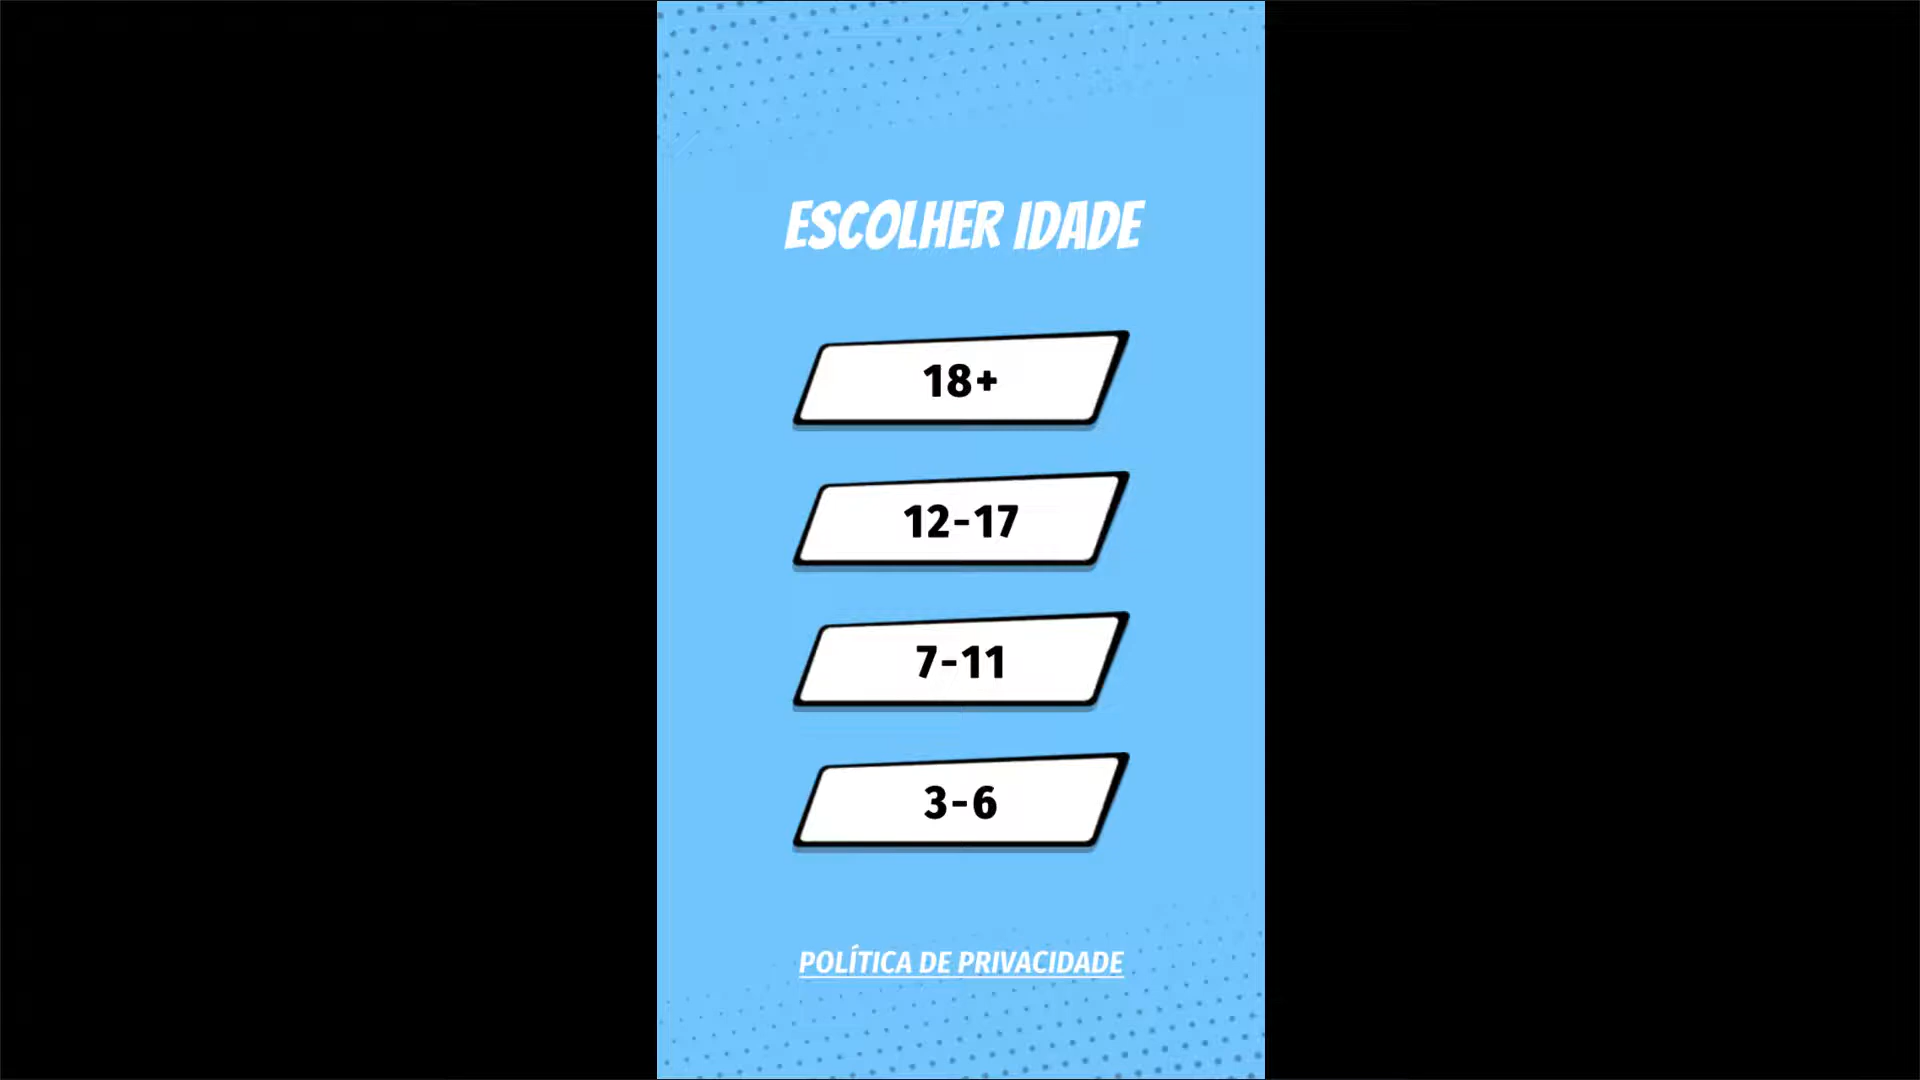 ESCOLHER IDADE
18+
12-17
7-11
3-6
POLÍTICA DE PRIVACIDADE